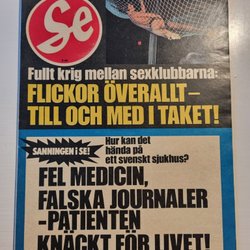 Se
Fullt krig mellan sexklubbarna:
FLICKOR ÖVERALLT–
TILL OCH MED I TAKET!
SANNINGEN i SE!
Hur kan det
hända på
ett svenskt sjukhus?
FEL MEDICIN,
FALSKA JOURNALER
-PATIENTEN
KNÄCKT FÖR LIVET!